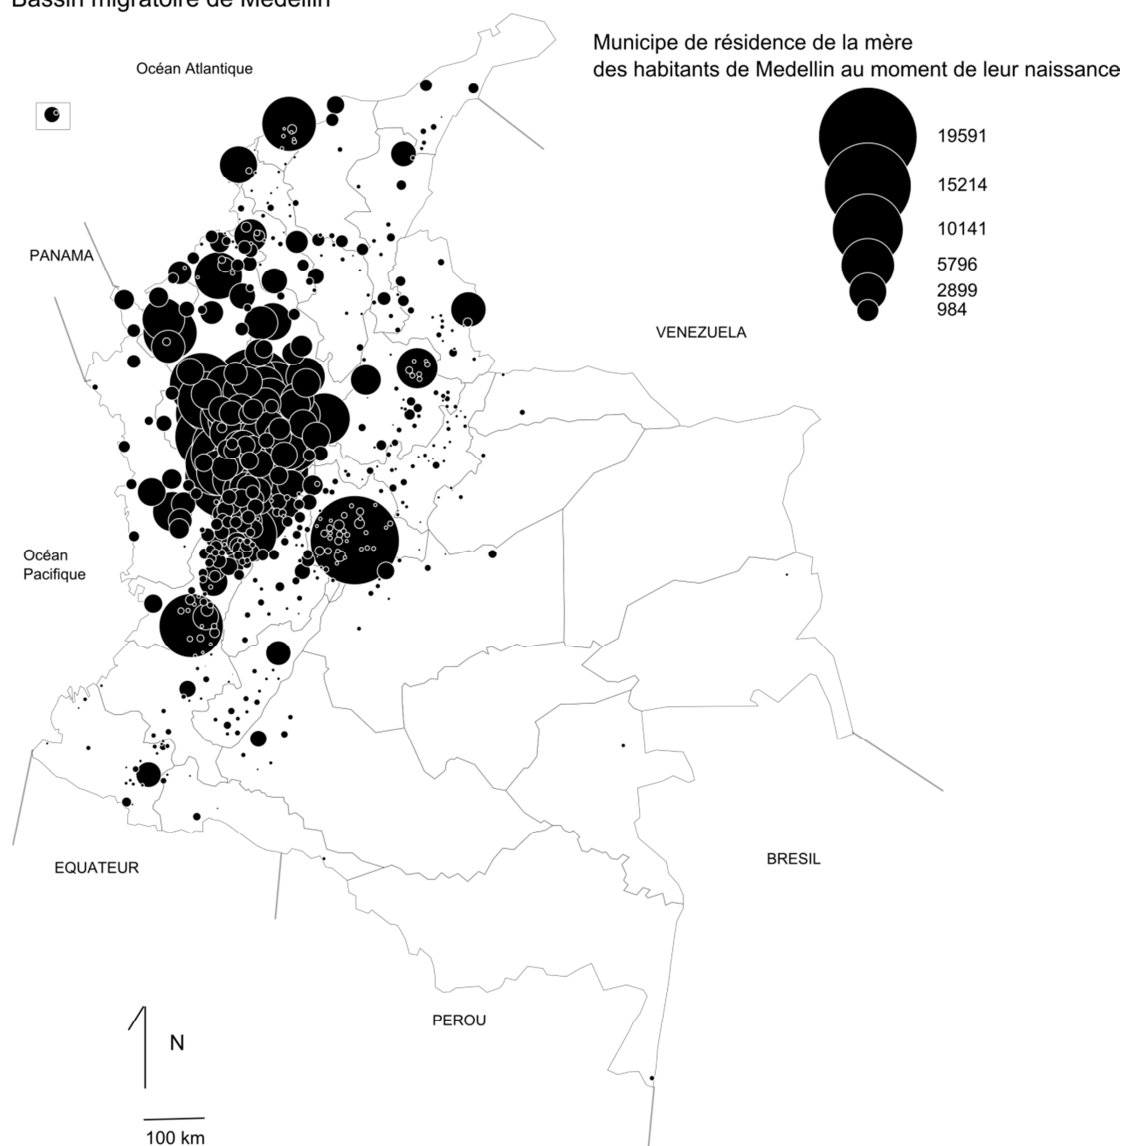 Bassin migratoire de Medellin
Municipe de résidence de la mère
des habitants de Medellin au moment de leur naissance
Océan Atlantique
19591
15214
10141
5796
2899
984
PANAMA
VENEZUELA
Océan
Pacifique
EQUATEUR
BRESIL
PEROU
N
100 km